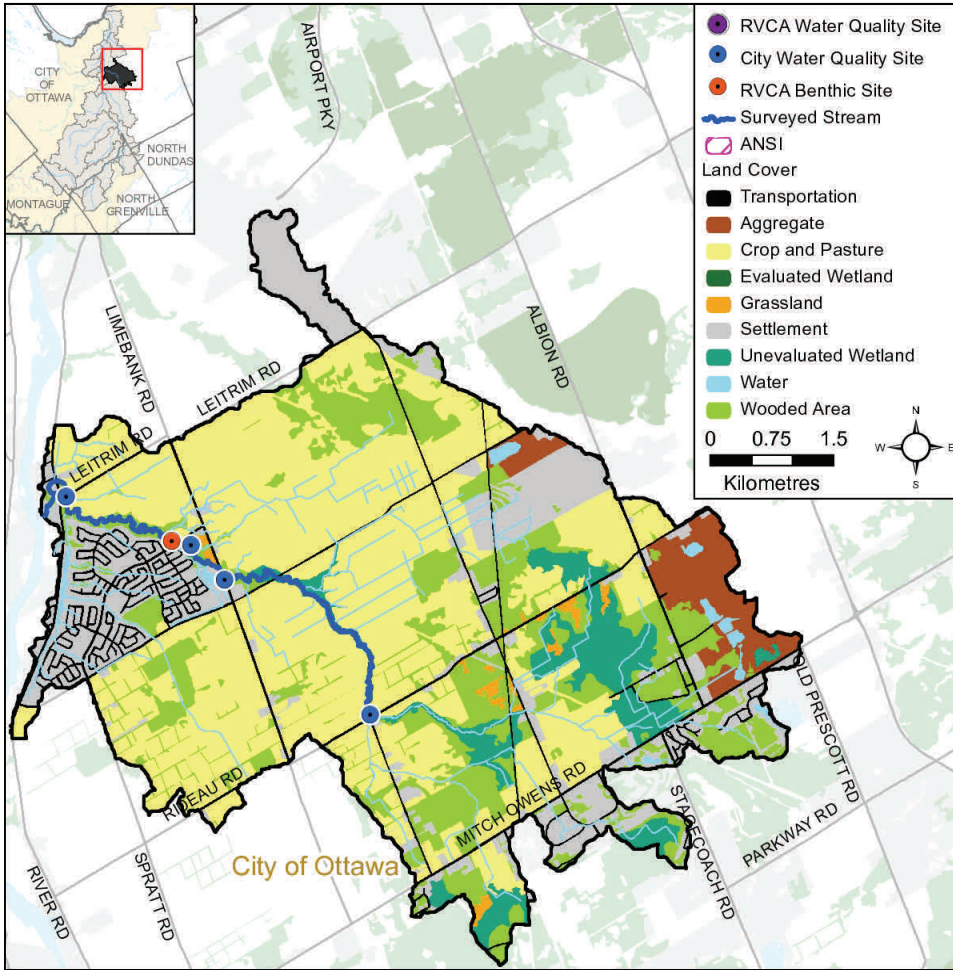 CITY
OF
OTTAWA
NORTH
DUNDAS
MONTAGUE
NORTH
GRENVILLE
AIRPORT PKY
RVCA Water Quality Site
City Water Quality Site
RVCA Benthic Site
Surveyed Stream
ANSI
Land Cover
Transportation
Aggregate
Crop and Pasture
Evaluated Wetland
Grassland
Settlement
Unevaluated Wetland
Water
Wooded Area
0 0.75 1.5
Kilometres
N
W E
S
LIMEBANK RD
ALBION RD
LEITRIM RD
LEITRIM RD
RIDEAU RD
MITCH OWENS RD
OLD PRESCOTT RD
City of Ottawa
STAGECOACH RD
PARKWAY RD
RIVER RD
SPRATT RD